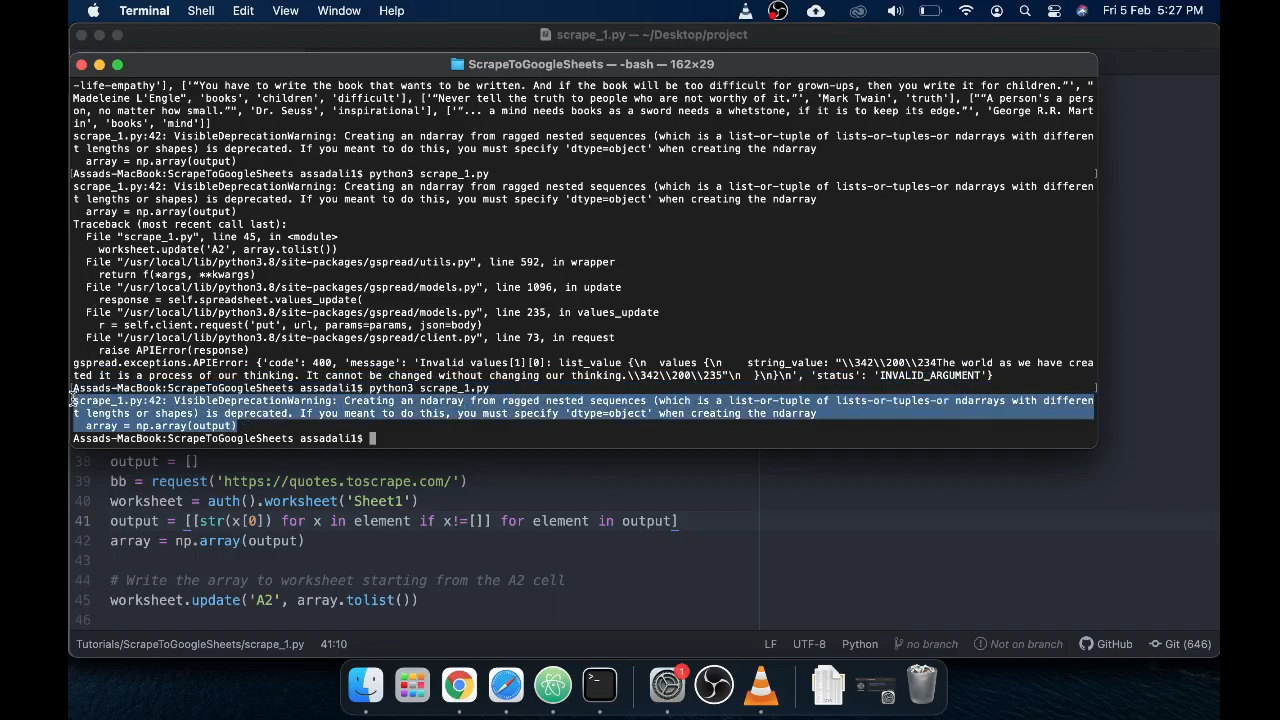 Terminal Shell Edit View Window Help Fri 5 Feb 5:27 PM
scrape_1.py — ~/Desktop/project
ScrapeToGoogleSheets — -bash — 162×29
-life-empathy'], ['“You have to write the book that wants to be written. And if the book will be too difficult for grown-ups, then you write it for children.”', "
Madeleine L'Engle", 'books', 'children', 'difficult'], ['“Never tell the truth to people who are not worthy of it.”', 'Mark Twain', 'truth'], ["“A person's a pers
on, no matter how small.”", 'Dr. Seuss', 'inspirational'], ['“... a mind needs books as a sword needs a whetstone, if it is to keep its edge.”', 'George R.R. Mart
in', 'books', 'mind']]
scrape_1.py:42: VisibleDeprecationWarning: Creating an ndarray from ragged nested sequences (which is a list-or-tuple of lists-or-tuples-or ndarrays with differen
t lengths or shapes) is deprecated. If you meant to do this, you must specify 'dtype=object' when creating the ndarray
array = np.array(output)
[Assads-MacBook:ScrapeToGoogleSheets assadali1$ python3 scrape_1.py ]
scrape_1.py:42: VisibleDeprecationWarning: Creating an ndarray from ragged nested sequences (which is a list-or-tuple of lists-or-tuples-or ndarrays with differen
t lengths or shapes) is deprecated. If you meant to do this, you must specify 'dtype=object' when creating the ndarray
array = np.array(output)
Traceback (most recent call last):
File "scrape_1.py", line 45, in <module>
worksheet.update('A2', array.tolist())
File "/usr/local/lib/python3.8/site-packages/gspread/utils.py", line 592, in wrapper
return f(*args, **kwargs)
File "/usr/local/lib/python3.8/site-packages/gspread/models.py", line 1096, in update
response = self.spreadsheet.values_update(
File "/usr/local/lib/python3.8/site-packages/gspread/models.py", line 235, in values_update
r = self.client.request('put', url, params=params, json=body)
File "/usr/local/lib/python3.8/site-packages/gspread/client.py", line 73, in request
raise APIError(response)
gspread.exceptions.APIError: {'code': 400, 'message': 'Invalid values[1][0]: list_value {\n  values {\n    string_value: "\\342\\200\\234The world as we have crea
ted it is a process of our thinking. It cannot be changed without changing our thinking.\\342\\200\\235"\n  }\n}\n', 'status': 'INVALID_ARGUMENT'}
[Assads-MacBook:ScrapeToGoogleSheets assadali1$ python3 scrape_1.py ]
scrape_1.py:42: VisibleDeprecationWarning: Creating an ndarray from ragged nested sequences (which is a list-or-tuple of lists-or-tuples-or ndarrays with differen
t lengths or shapes) is deprecated. If you meant to do this, you must specify 'dtype=object' when creating the ndarray
array = np.array(output)
Assads-MacBook:ScrapeToGoogleSheets assadali1$
38 output = []
39 bb = request('https://quotes.toscrape.com/')
40 worksheet = auth().worksheet('Sheet1')
41 output = [[str(x[0]) for x in element if x!=[]] for element in output]
42 array = np.array(output)
43
44 # Write the array to worksheet starting from the A2 cell
45 worksheet.update('A2', array.tolist())
46
Tutorials/ScrapeToGoogleSheets/scrape_1.py 41:10 LF UTF-8 Python no branch Not on branch GitHub Git (646)
1